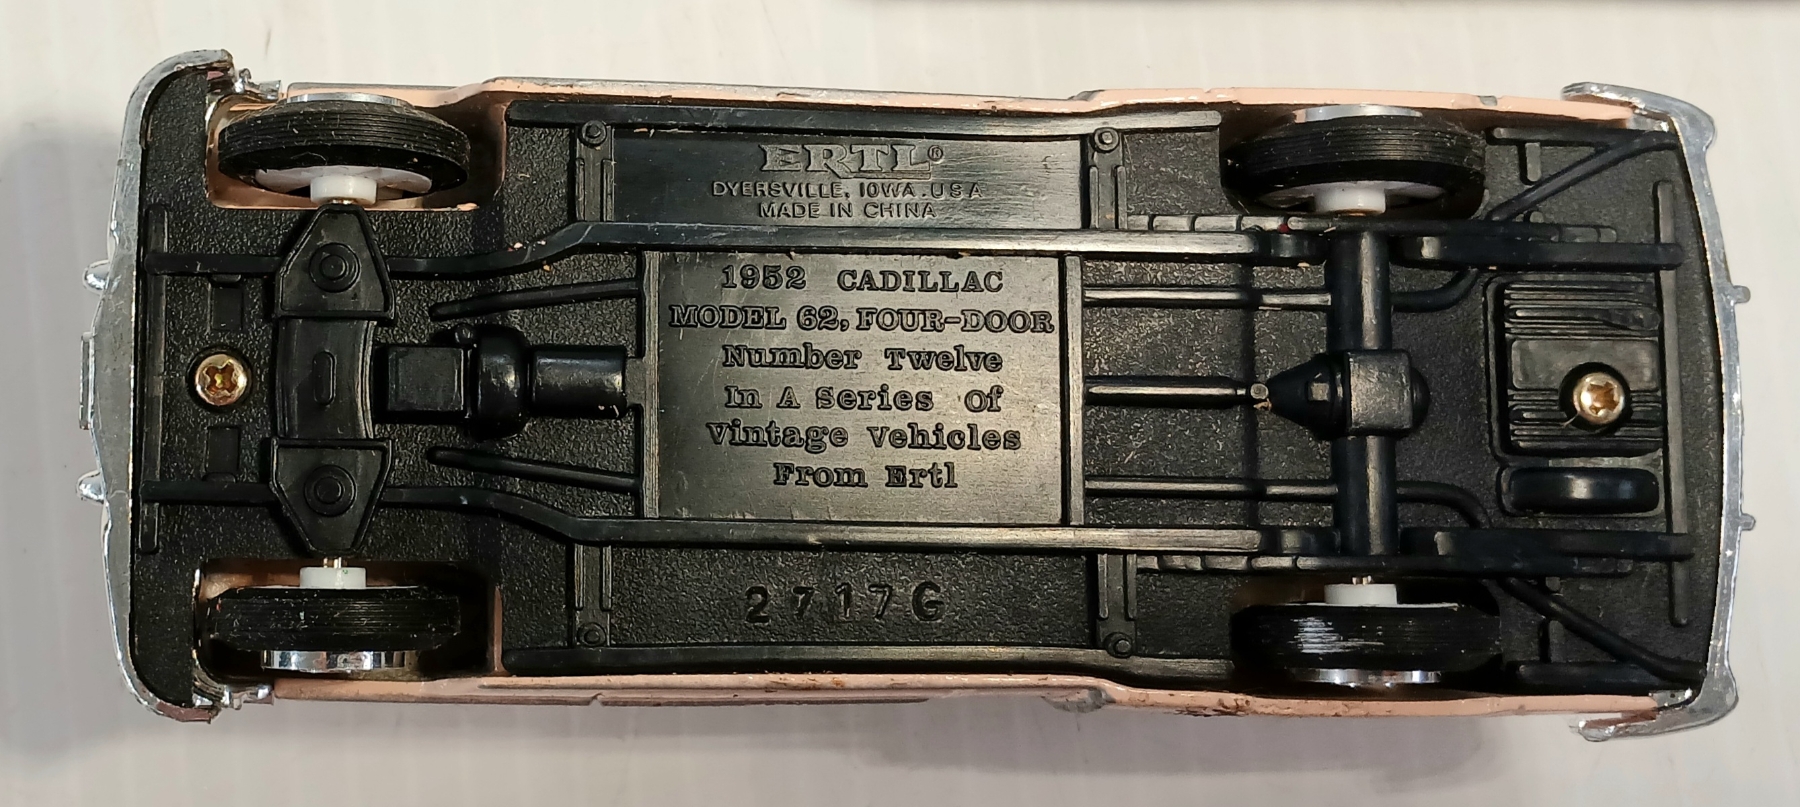 ERTL®
DYERSVILLE, IOWA. USA
MADE IN CHINA
1952 CADILLAC
MODEL 62, FOUR-DOOR
Number Twelve
In A Series Of
Vintage Vehicles
From Ertl
2717G